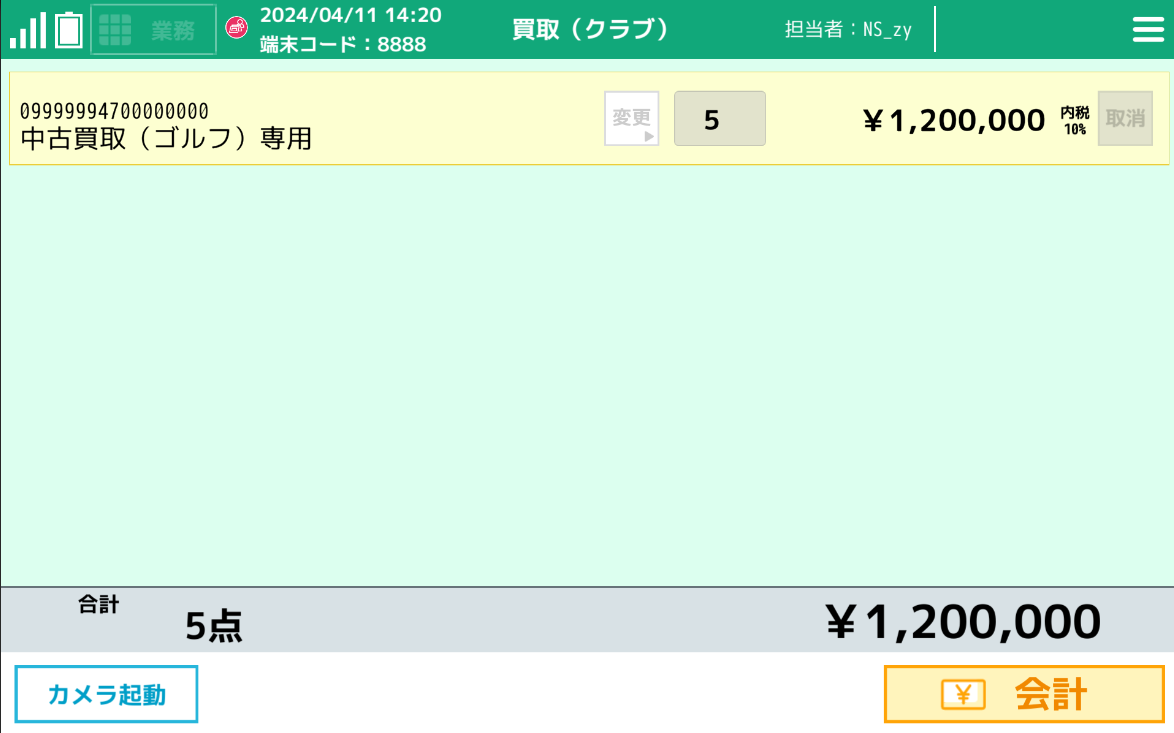 業務
2024/04/11 14:20
端末コード：8888
買取（クラブ）
担当者：NS_zy
09999994700000000
中古買取（ゴルフ）専用
変更
5
￥1,200,000
内税
10%
取消
合計
5点
￥1,200,000
カメラ起動
￥
会計